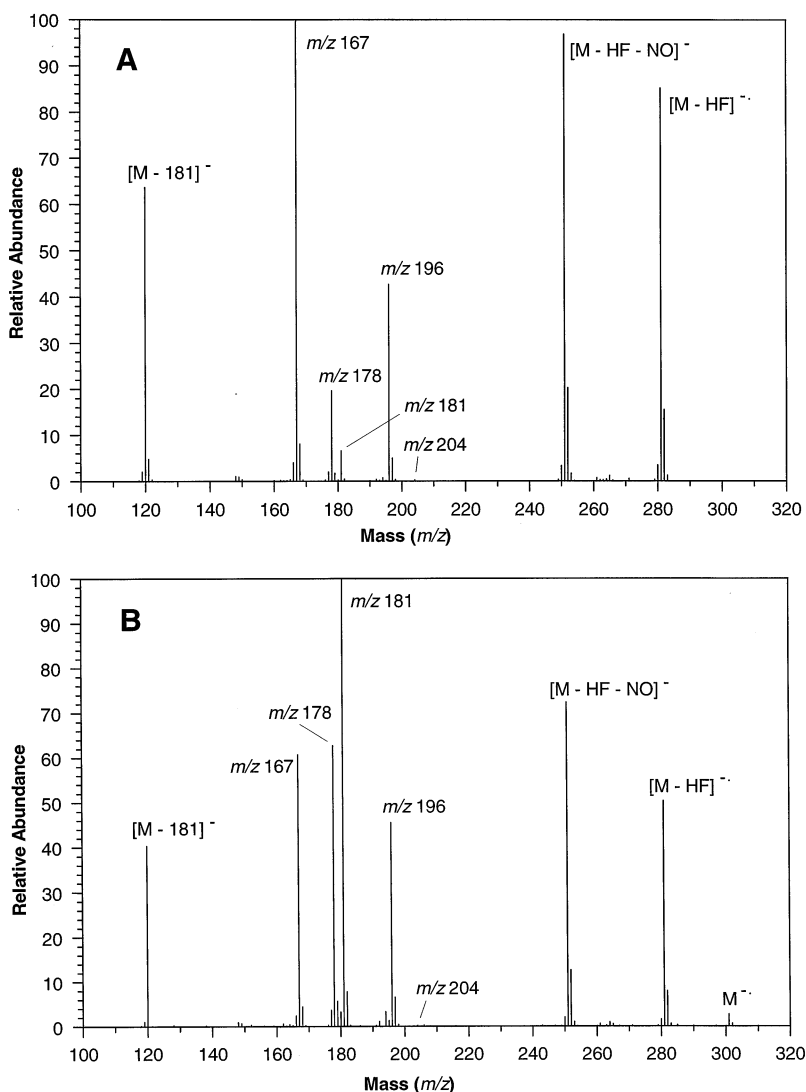 A
100
90
80
70
60
50
40
30
20
10
0
Relative Abundance
m/z 167
[M - HF - NO]⁻
[M - HF]⁻·
[M - 181]⁻
m/z 196
m/z 178
m/z 181
m/z 204
100 120 140 160 180 200 220 240 260 280 300 320
Mass (m/z)
B
100
90
80
70
60
50
40
30
20
10
0
Relative Abundance
m/z 181
[M - HF - NO]⁻
m/z 178
m/z 167
[M - HF]⁻·
m/z 196
[M - 181]⁻
m/z 204
M⁻·
100 120 140 160 180 200 220 240 260 280 300 320
Mass (m/z)